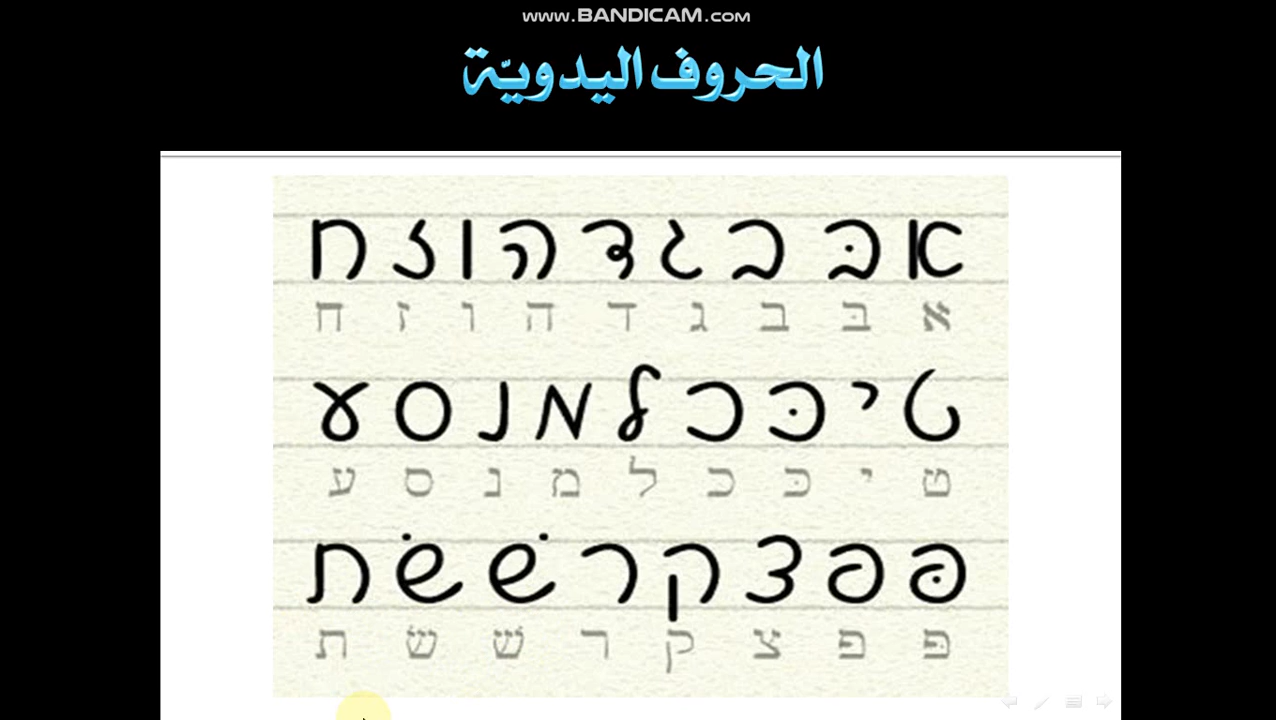 www.BANDICAM.com
الحروف اليدويّة
א בּ ב ג ד ה ו ז ח
א בּ ב ג ד ה ו ז ח
ט י כּ כ ל מ נ ס ע
ט י כּ כ ל מ נ ס ע
פּ פ צ ק ר שׁ שׂ ת
פּ פ צ ק ר שׁ שׂ ת